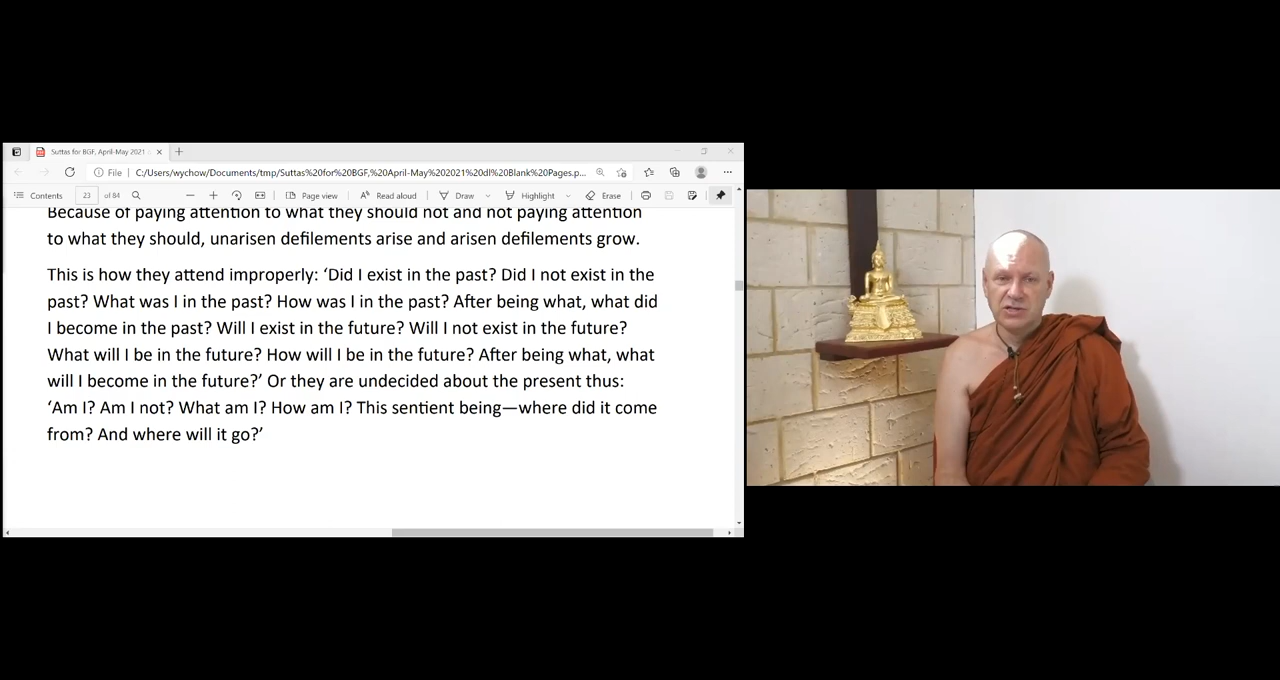 Suttas for BGF, April-May 2021
File
C:/Users/wychow/Documents/tmp/Suttas%20for%20BGF,%20April-May%202021%20dl%20Blank%20Pages.p...
Contents
23
of 84
Page view
Read aloud
Draw
Highlight
Erase
Because of paying attention to what they should not and not paying attention
to what they should, unarisen defilements arise and arisen defilements grow.
This is how they attend improperly: ‘Did I exist in the past? Did I not exist in the
past? What was I in the past? How was I in the past? After being what, what did
I become in the past? Will I exist in the future? Will I not exist in the future?
What will I be in the future? How will I be in the future? After being what, what
will I become in the future?’ Or they are undecided about the present thus:
‘Am I? Am I not? What am I? How am I? This sentient being—where did it come
from? And where will it go?’